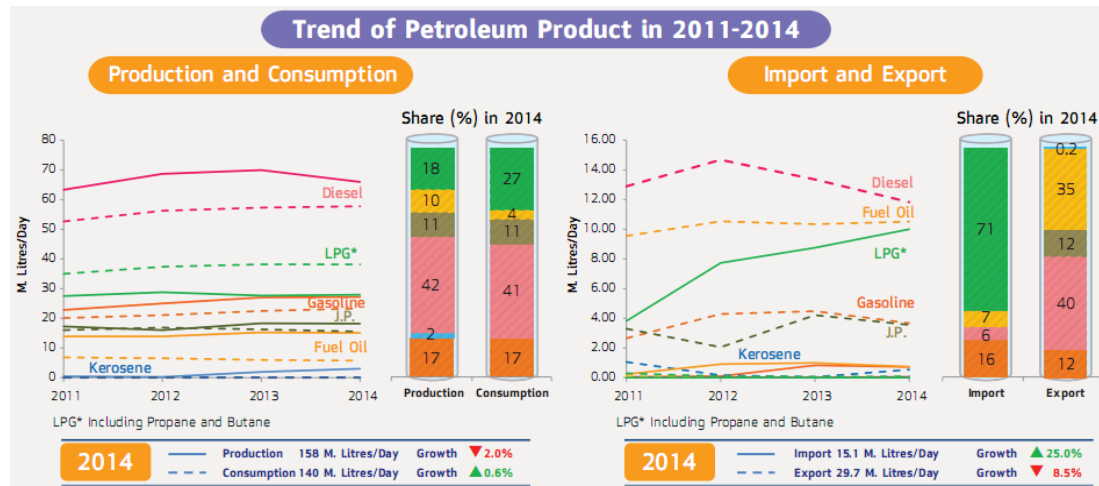 Trend of Petroleum Product in 2011-2014
Production and Consumption
Share (%) in 2014
M. Litres/Day
80
70
60
50
40
30
20
10
0
2011 2012 2013 2014
Diesel
LPG*
Gasoline
J.P.
Fuel Oil
Kerosene
18
10
11
42
2
17
Production
27
4
11
41
17
Consumption
LPG* Including Propane and Butane
2014
Production 158 M. Litres/Day Growth ▼ 2.0%
Consumption 140 M. Litres/Day Growth ▲ 0.6%
Import and Export
Share (%) in 2014
M. Litres/Day
16.00
14.00
12.00
10.00
8.00
6.00
4.00
2.00
0.00
2011 2012 2013 2014
Diesel
Fuel Oil
LPG*
Gasoline
J.P.
Kerosene
71
7
6
16
Import
0.2
35
12
40
12
Export
LPG* Including Propane and Butane
2014
Import 15.1 M. Litres/Day Growth ▲ 25.0%
Export 29.7 M. Litres/Day Growth ▼ 8.5%